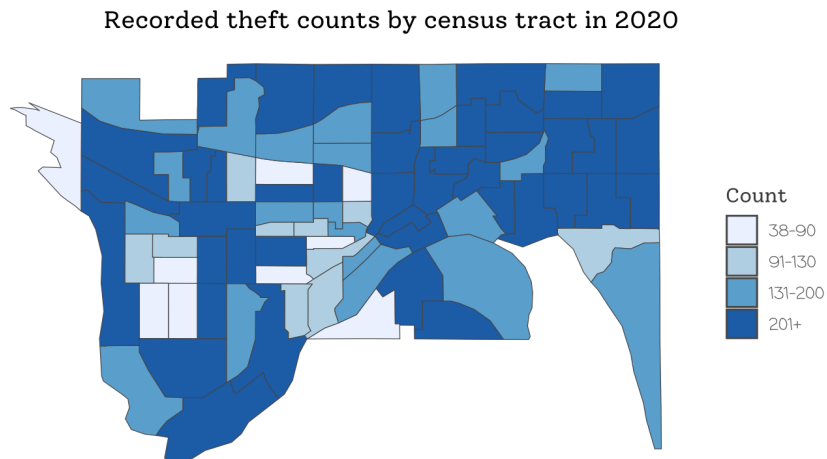 Recorded theft counts by census tract in 2020
Count
38-90
91-130
131-200
201+